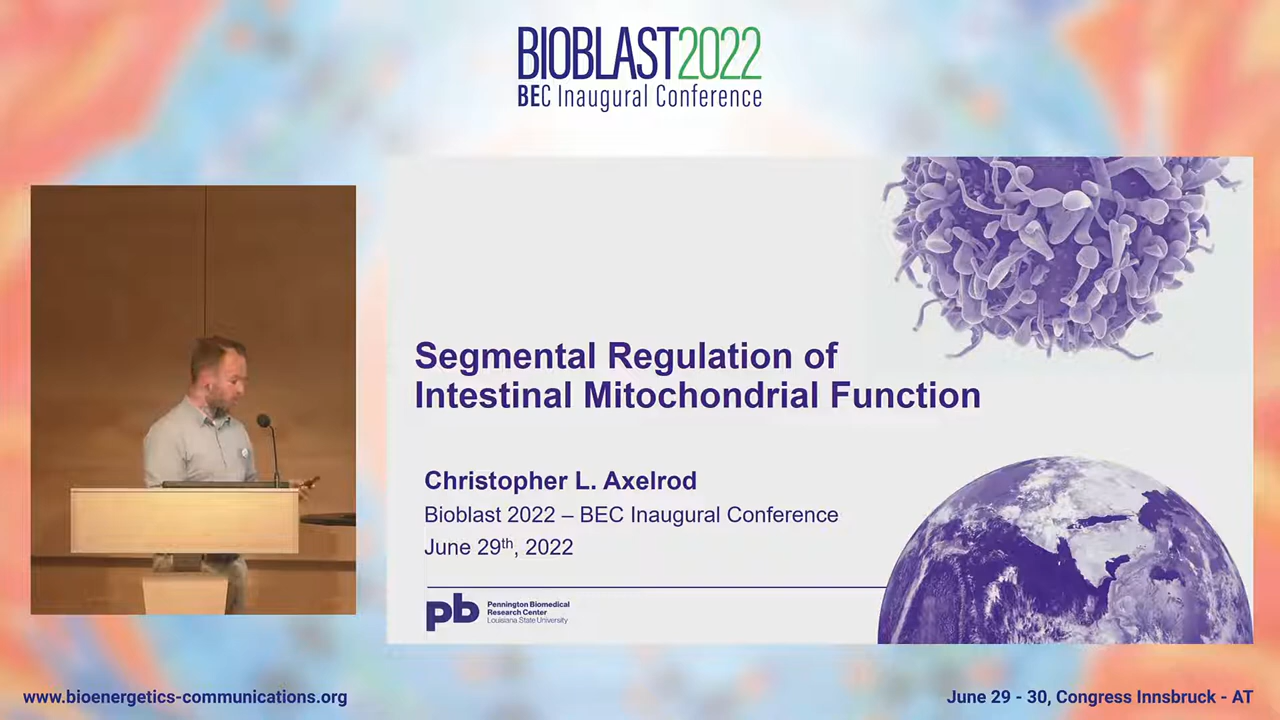 BIOBLAST2022
BEC Inaugural Conference
Segmental Regulation of
Intestinal Mitochondrial Function
Christopher L. Axelrod
Bioblast 2022 – BEC Inaugural Conference
June 29th, 2022
pb
Pennington Biomedical
Research Center
Louisiana State University
www.bioenergetics-communications.org
June 29 - 30, Congress Innsbruck - AT